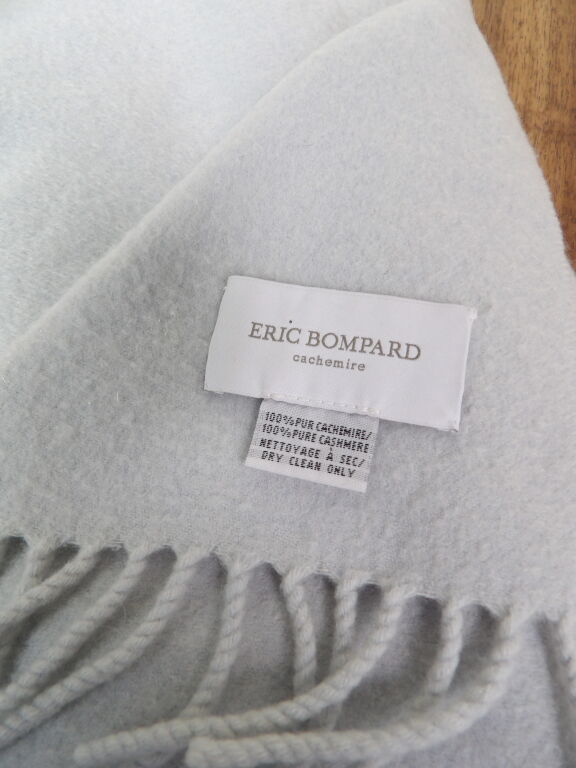 ERIC BOMPARD
cachemire
100%PUR CACHEMIRE/
100%PURE CASHMERE
NETTOYAGE À SEC/
DRY CLEAN ONLY